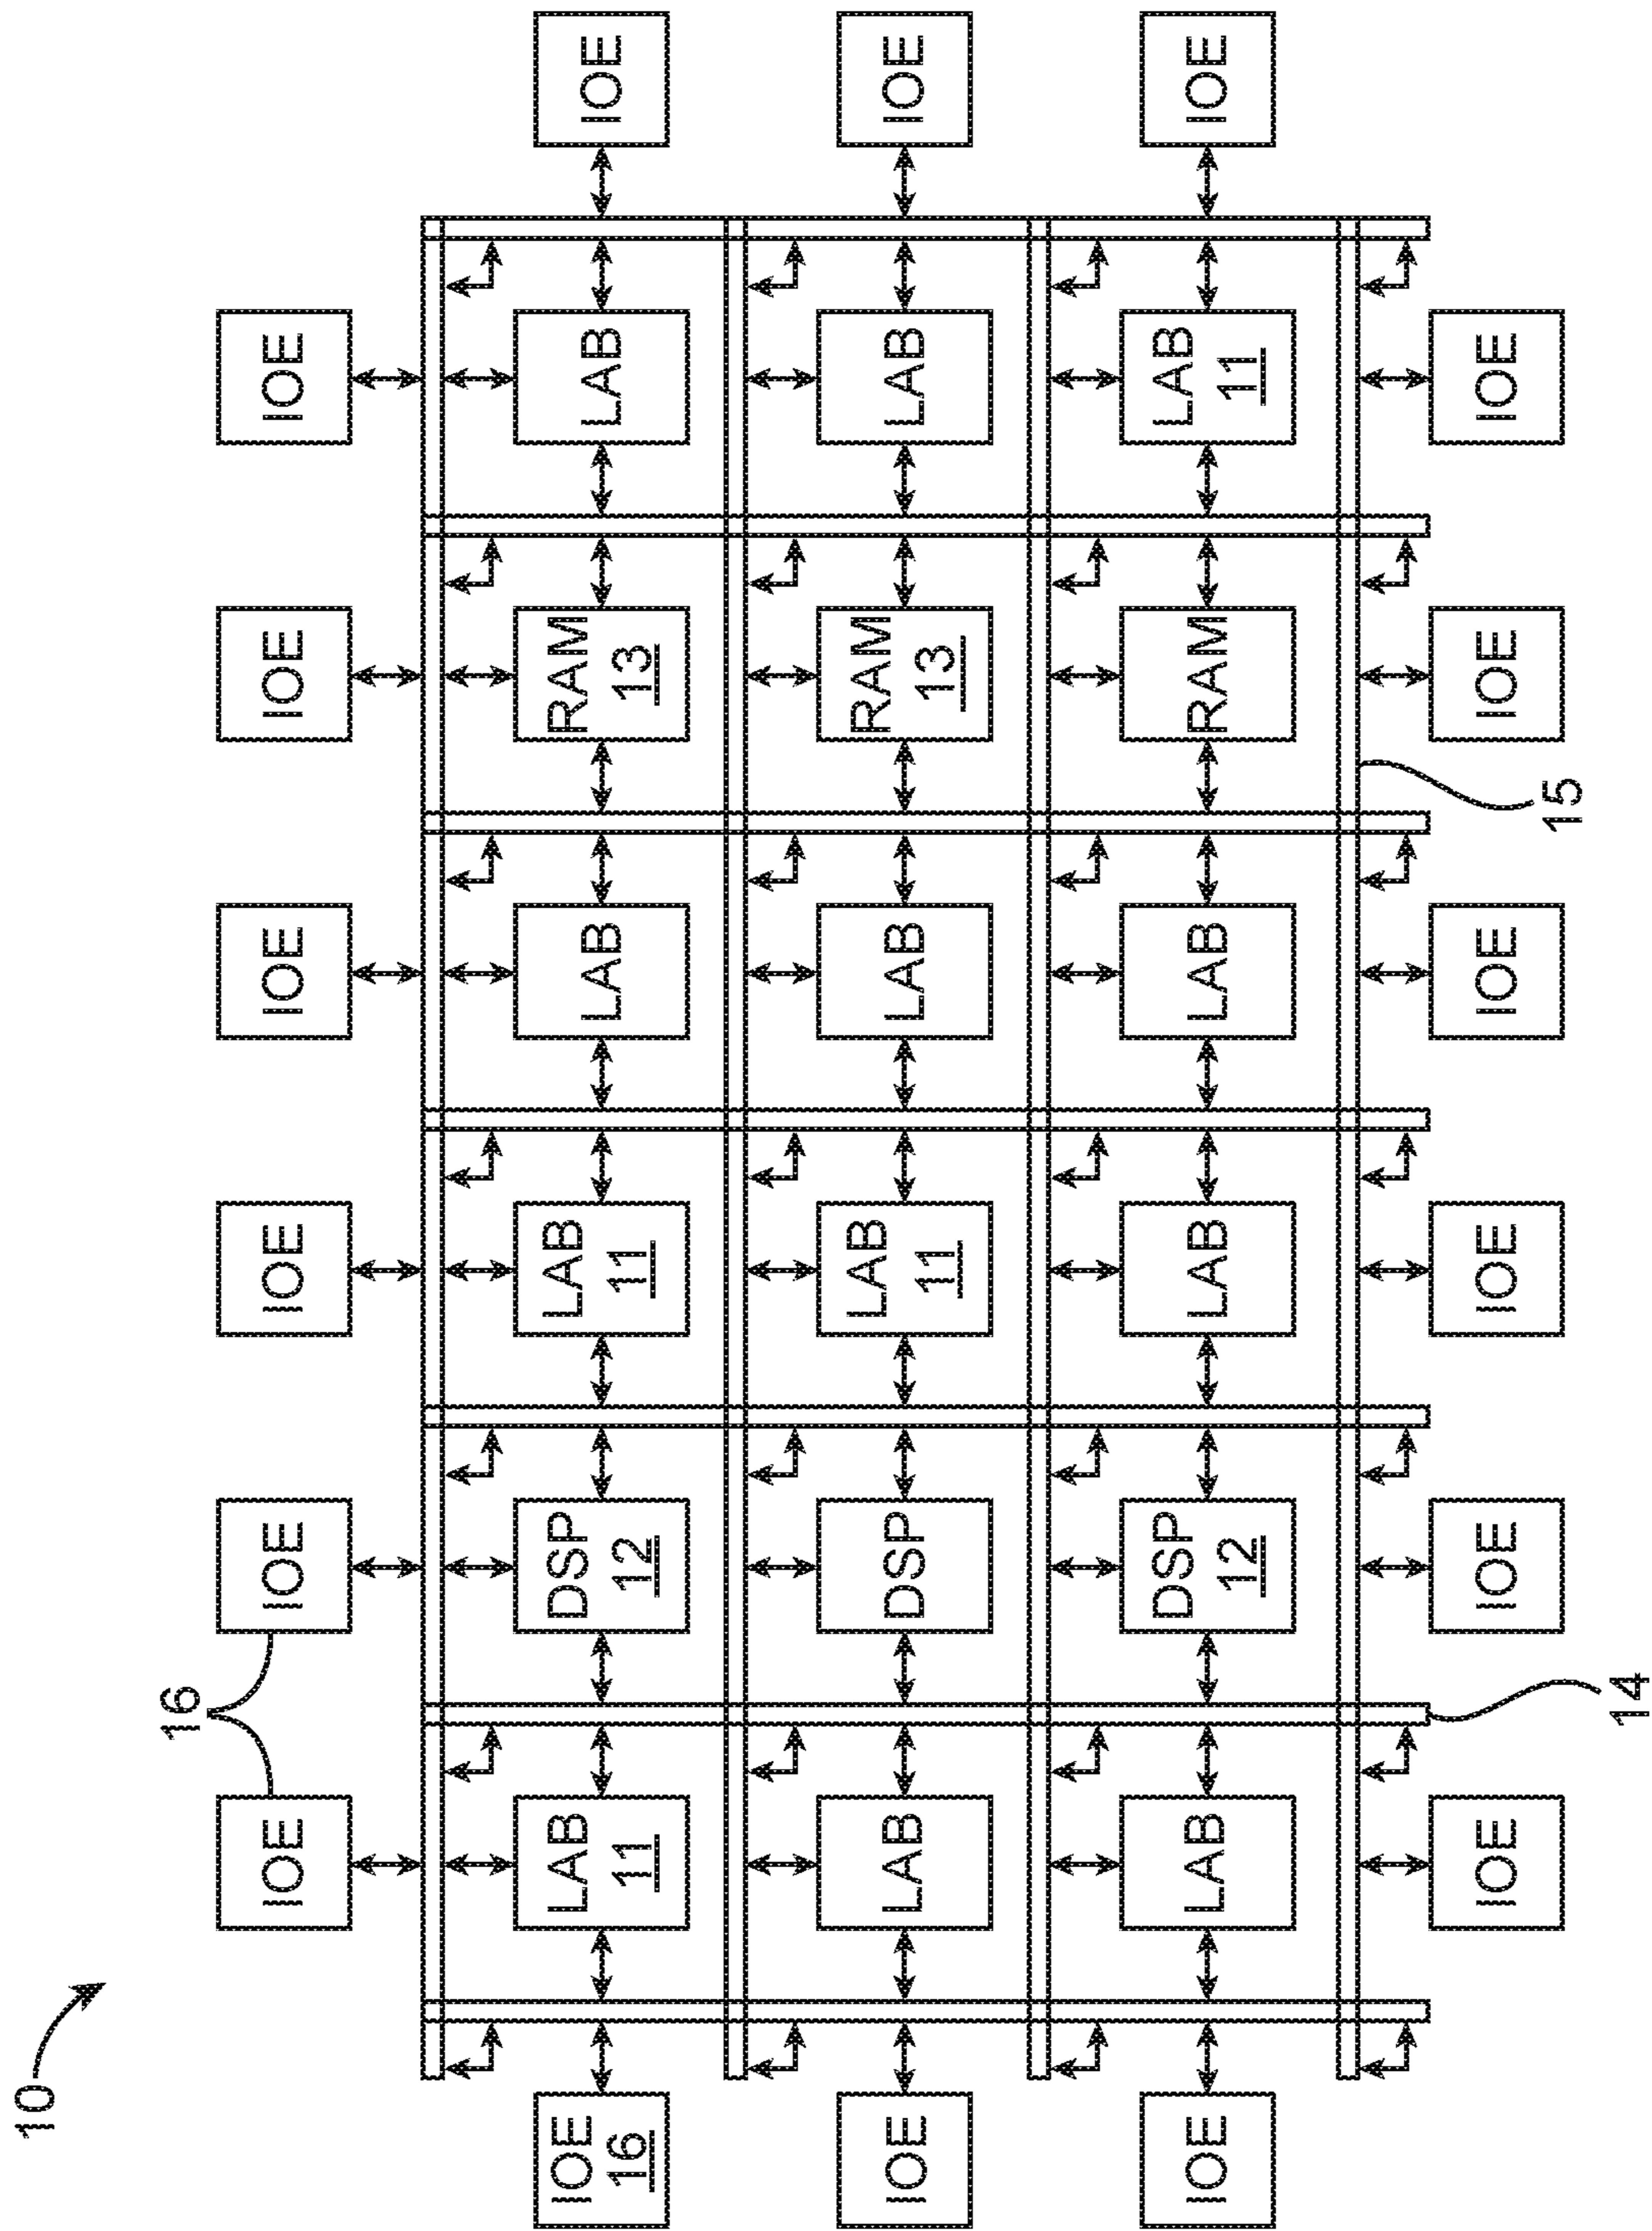 10
16
IOE IOE IOE IOE IOE IOE
IOE LAB DSP LAB LAB RAM LAB IOE
16 11 12 11 13
IOE LAB DSP LAB LAB RAM LAB IOE
11 13
IOE LAB DSP LAB LAB RAM LAB IOE
12 11
IOE IOE IOE IOE IOE IOE
15
14